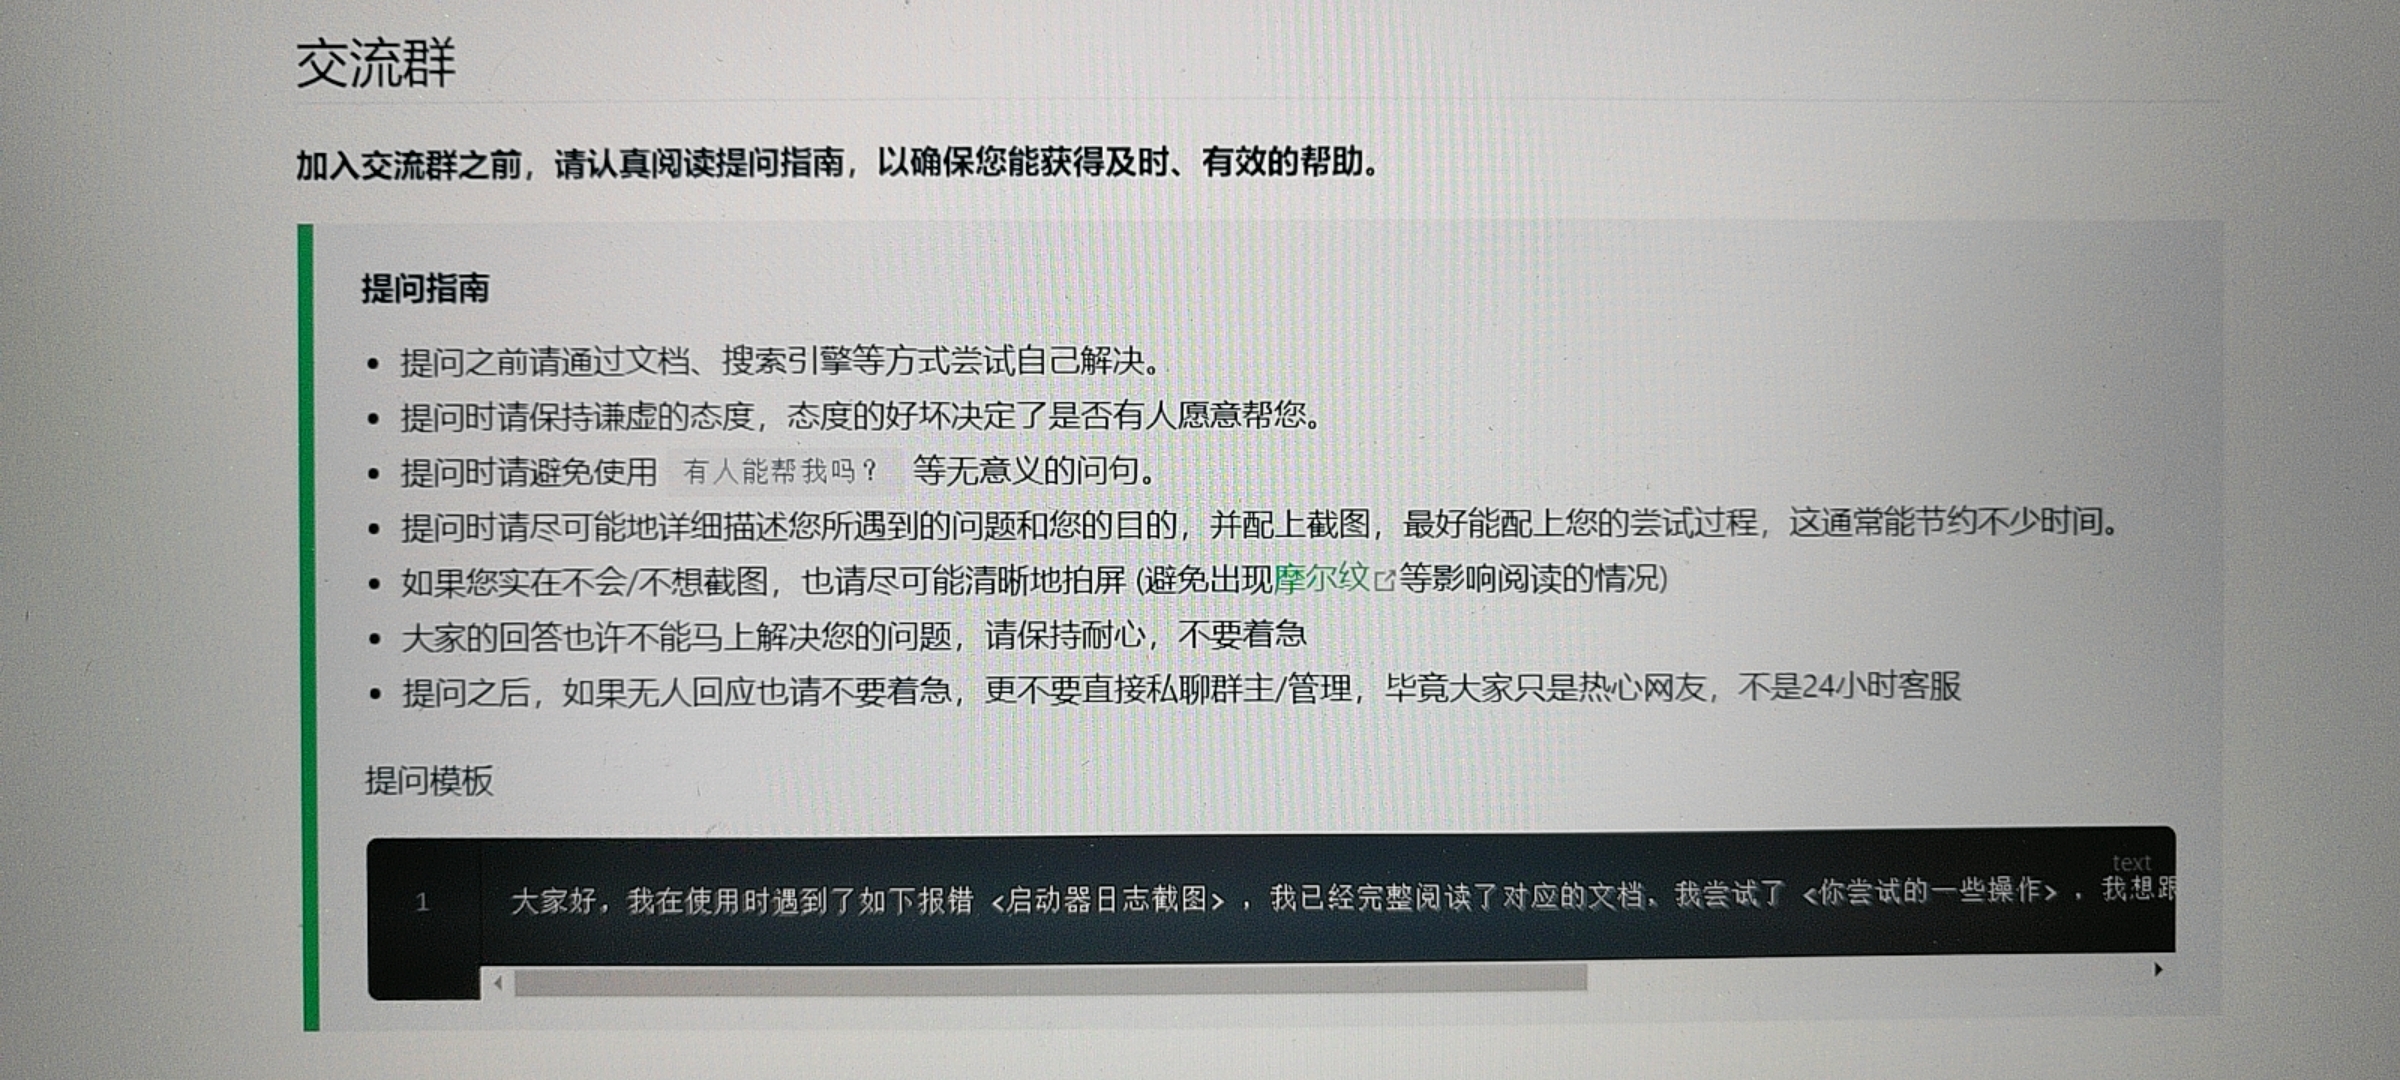 交流群
加入交流群之前，请认真阅读提问指南，以确保您能获得及时、有效的帮助。
提问指南
• 提问之前请通过文档、搜索引擎等方式尝试自己解决。
• 提问时请保持谦虚的态度，态度的好坏决定了是否有人愿意帮您。
• 提问时请避免使用 有人能帮我吗？ 等无意义的问句。
• 提问时请尽可能地详细描述您所遇到的问题和您的目的，并配上截图，最好能配上您的尝试过程，这通常能节约不少时间。
• 如果您实在不会/不想截图，也请尽可能清晰地拍屏 (避免出现摩尔纹等影响阅读的情况)
• 大家的回答也许不能马上解决您的问题，请保持耐心，不要着急
• 提问之后，如果无人回应也请不要着急，更不要直接私聊群主/管理，毕竟大家只是热心网友，不是24小时客服
提问模板
text
1 大家好，我在使用时遇到了如下报错 <启动器日志截图> ，我已经完整阅读了对应的文档、我尝试了 <你尝试的一些操作> ，我想跟